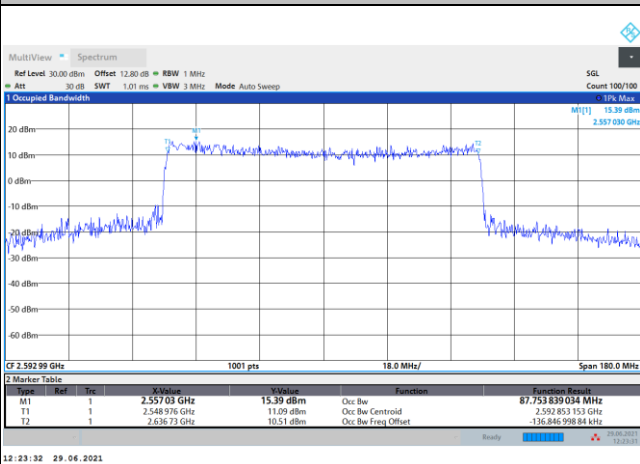 MultiView Spectrum
Ref Level 30.00 dBm Offset 12.80 dB RBW 1 MHz SGL
Att 30 dB SWT 1.01 ms VBW 3 MHz Mode Auto Sweep Count 100/100
1 Occupied Bandwidth 1Pk Max
M1[1] 15.39 dBm
2.557 030 GHz
M1
T1
T2
20 dBm
10 dBm
0 dBm
-10 dBm
-20 dBm
-30 dBm
-40 dBm
-50 dBm
-60 dBm
CF 2.592 99 GHz 1001 pts 18.0 MHz/ Span 180.0 MHz
2 Marker Table
Type Ref Trc X-Value Y-Value Function Function Result
M1 1 2.557 03 GHz 15.39 dBm Occ Bw 87.753 839 034 MHz
T1 1 2.548 976 GHz 11.09 dBm Occ Bw Centroid 2.592 853 153 GHz
T2 1 2.636 73 GHz 10.51 dBm Occ Bw Freq Offset -136.846 998 84 kHz
Ready 29.06.2021
12:23:31
12:23:32 29.06.2021